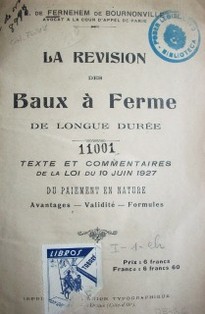 DE FERNEHEM DE BOURNONVILLE
AVOCAT A LA COUR D'APPEL DE PARIS
LA REVISION
DES
Baux à Ferme
DE LONGUE DURÉE
11001
TEXTE ET COMMENTAIRES
DE LA LOI DU 10 JUIN 1927
DU PAIEMENT EN NATURE
Avantages — Validité — Formules
LIBROS
Prix : 6 francs
Franco : 6 francs 60
TYPOGRAPHIQUE